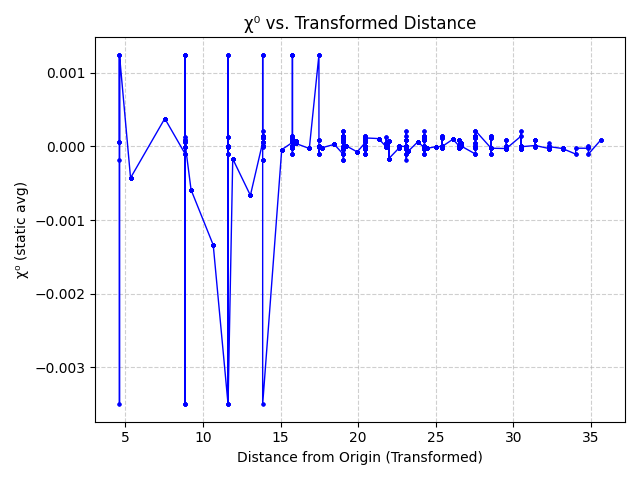 χ⁰ vs. Transformed Distance
0.001
0.000
−0.001
−0.002
−0.003
χ⁰ (static avg)
5 10 15 20 25 30 35
Distance from Origin (Transformed)